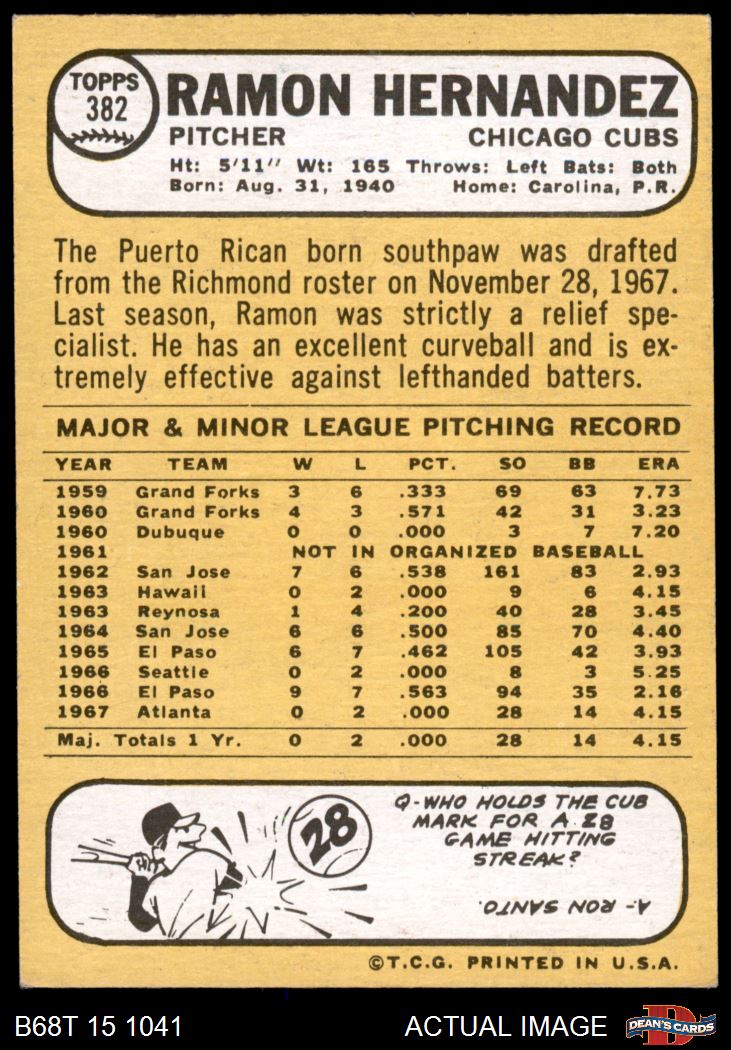 TOPPS
382
RAMON HERNANDEZ
PITCHER CHICAGO CUBS
Ht: 5'11" Wt: 165 Throws: Left Bats: Both
Born: Aug. 31, 1940 Home: Carolina, P.R.
The Puerto Rican born southpaw was drafted
from the Richmond roster on November 28, 1967.
Last season, Ramon was strictly a relief spe-
cialist. He has an excellent curveball and is ex-
tremely effective against lefthanded batters.
MAJOR & MINOR LEAGUE PITCHING RECORD
YEAR TEAM W L PCT. SO BB ERA
1959 Grand Forks 3 6 .333 69 63 7.73
1960 Grand Forks 4 3 .571 42 31 3.23
1960 Dubuque 0 0 .000 3 7 7.20
1961 NOT IN ORGANIZED BASEBALL
1962 San Jose 7 6 .538 161 83 2.93
1963 Hawaii 0 2 .000 9 6 4.15
1963 Reynosa 1 4 .200 40 28 3.45
1964 San Jose 6 6 .500 85 70 4.40
1965 El Paso 6 7 .462 105 42 3.93
1966 Seattle 0 2 .000 8 3 5.25
1966 El Paso 9 7 .563 94 35 2.16
1967 Atlanta 0 2 .000 28 14 4.15
Maj. Totals 1 Yr. 0 2 .000 28 14 4.15
HIT
28
Q-WHO HOLDS THE CUB
MARK FOR A 28
GAME HITTING
STREAK?
A- RON SANTO.
©T.C.G. PRINTED IN U.S.A.
B68T 15 1041 ACTUAL IMAGE
D
DEAN'S CARDS